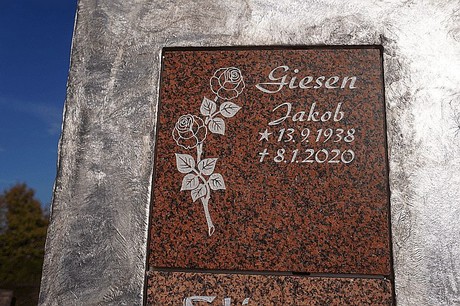 Giesen
Jakob
★13.9.1938
✝8.1.2020